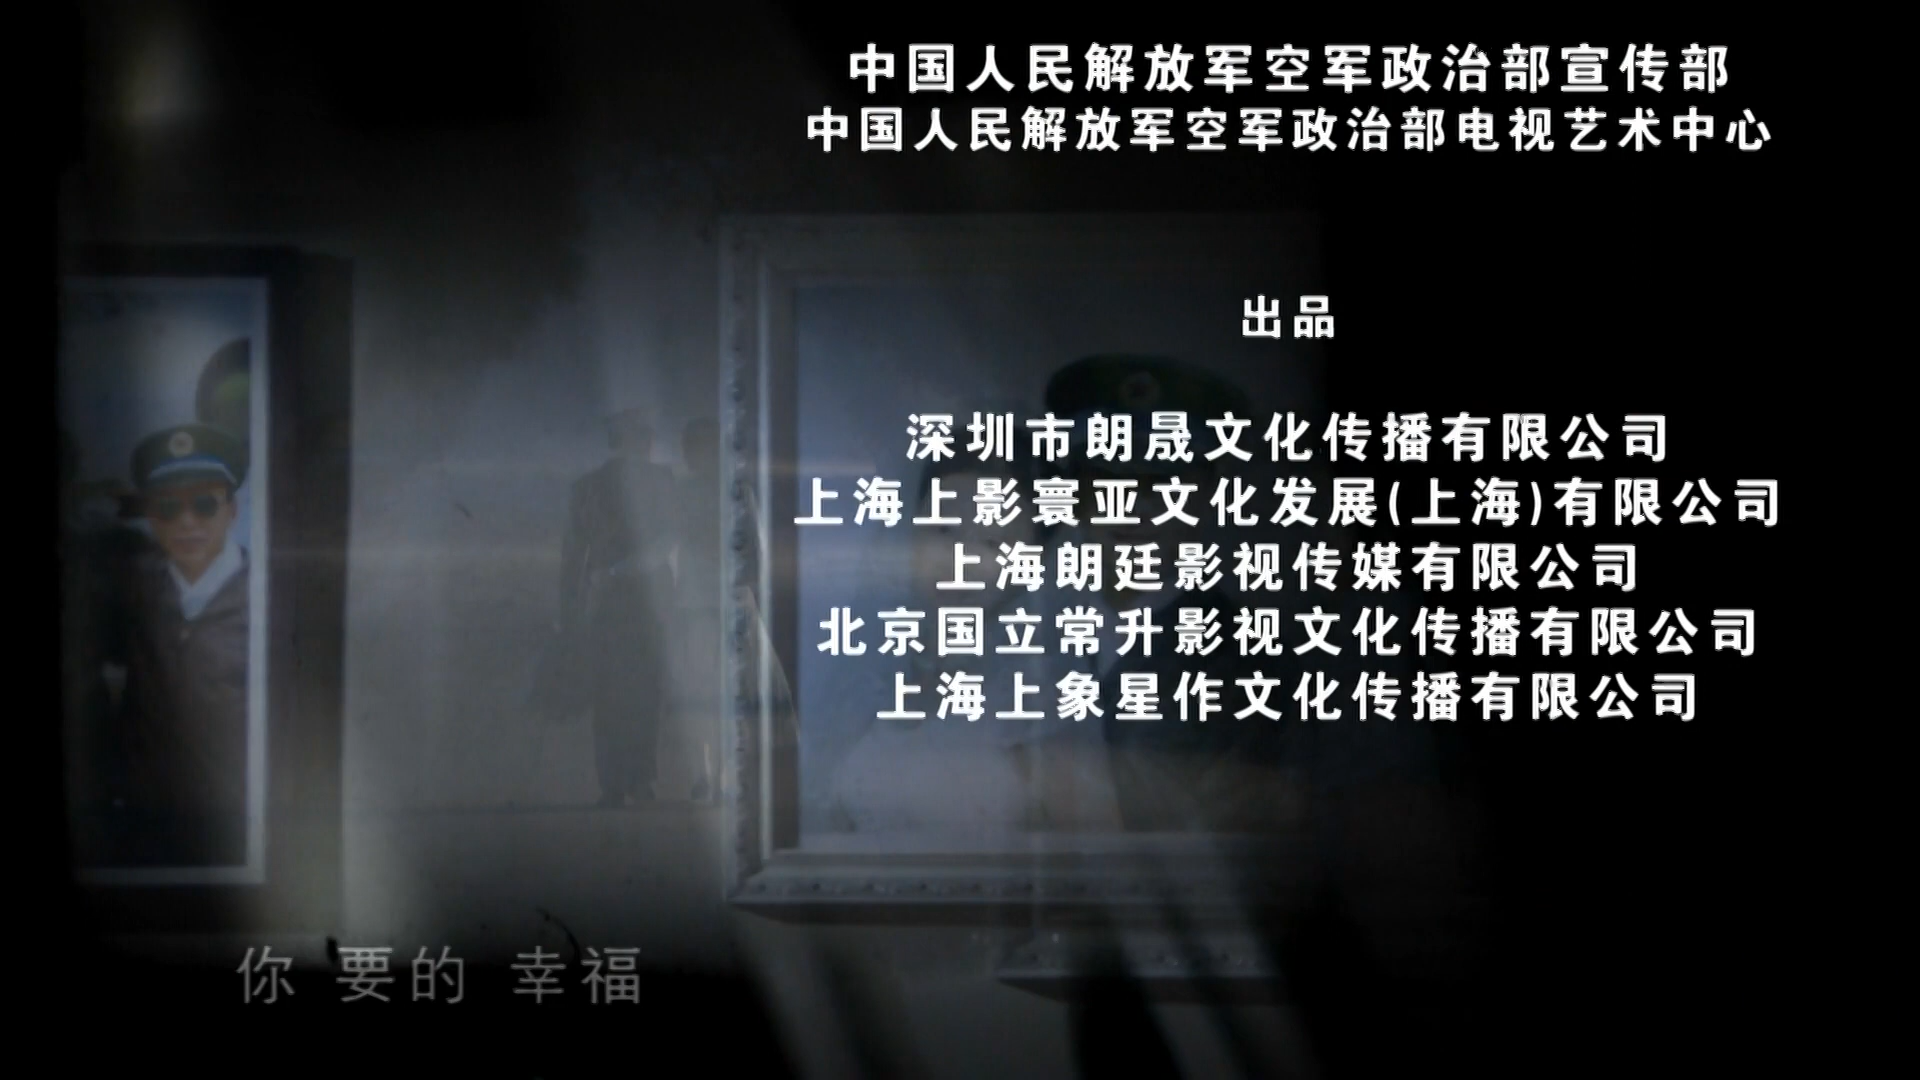 中国人民解放军空军政治部宣传部
中国人民解放军空军政治部电视艺术中心
出品
深圳市朗晟文化传播有限公司
上海上影寰亚文化发展(上海)有限公司
上海朗廷影视传媒有限公司
北京国立常升影视文化传播有限公司
上海上象星作文化传播有限公司
你 要的 幸福